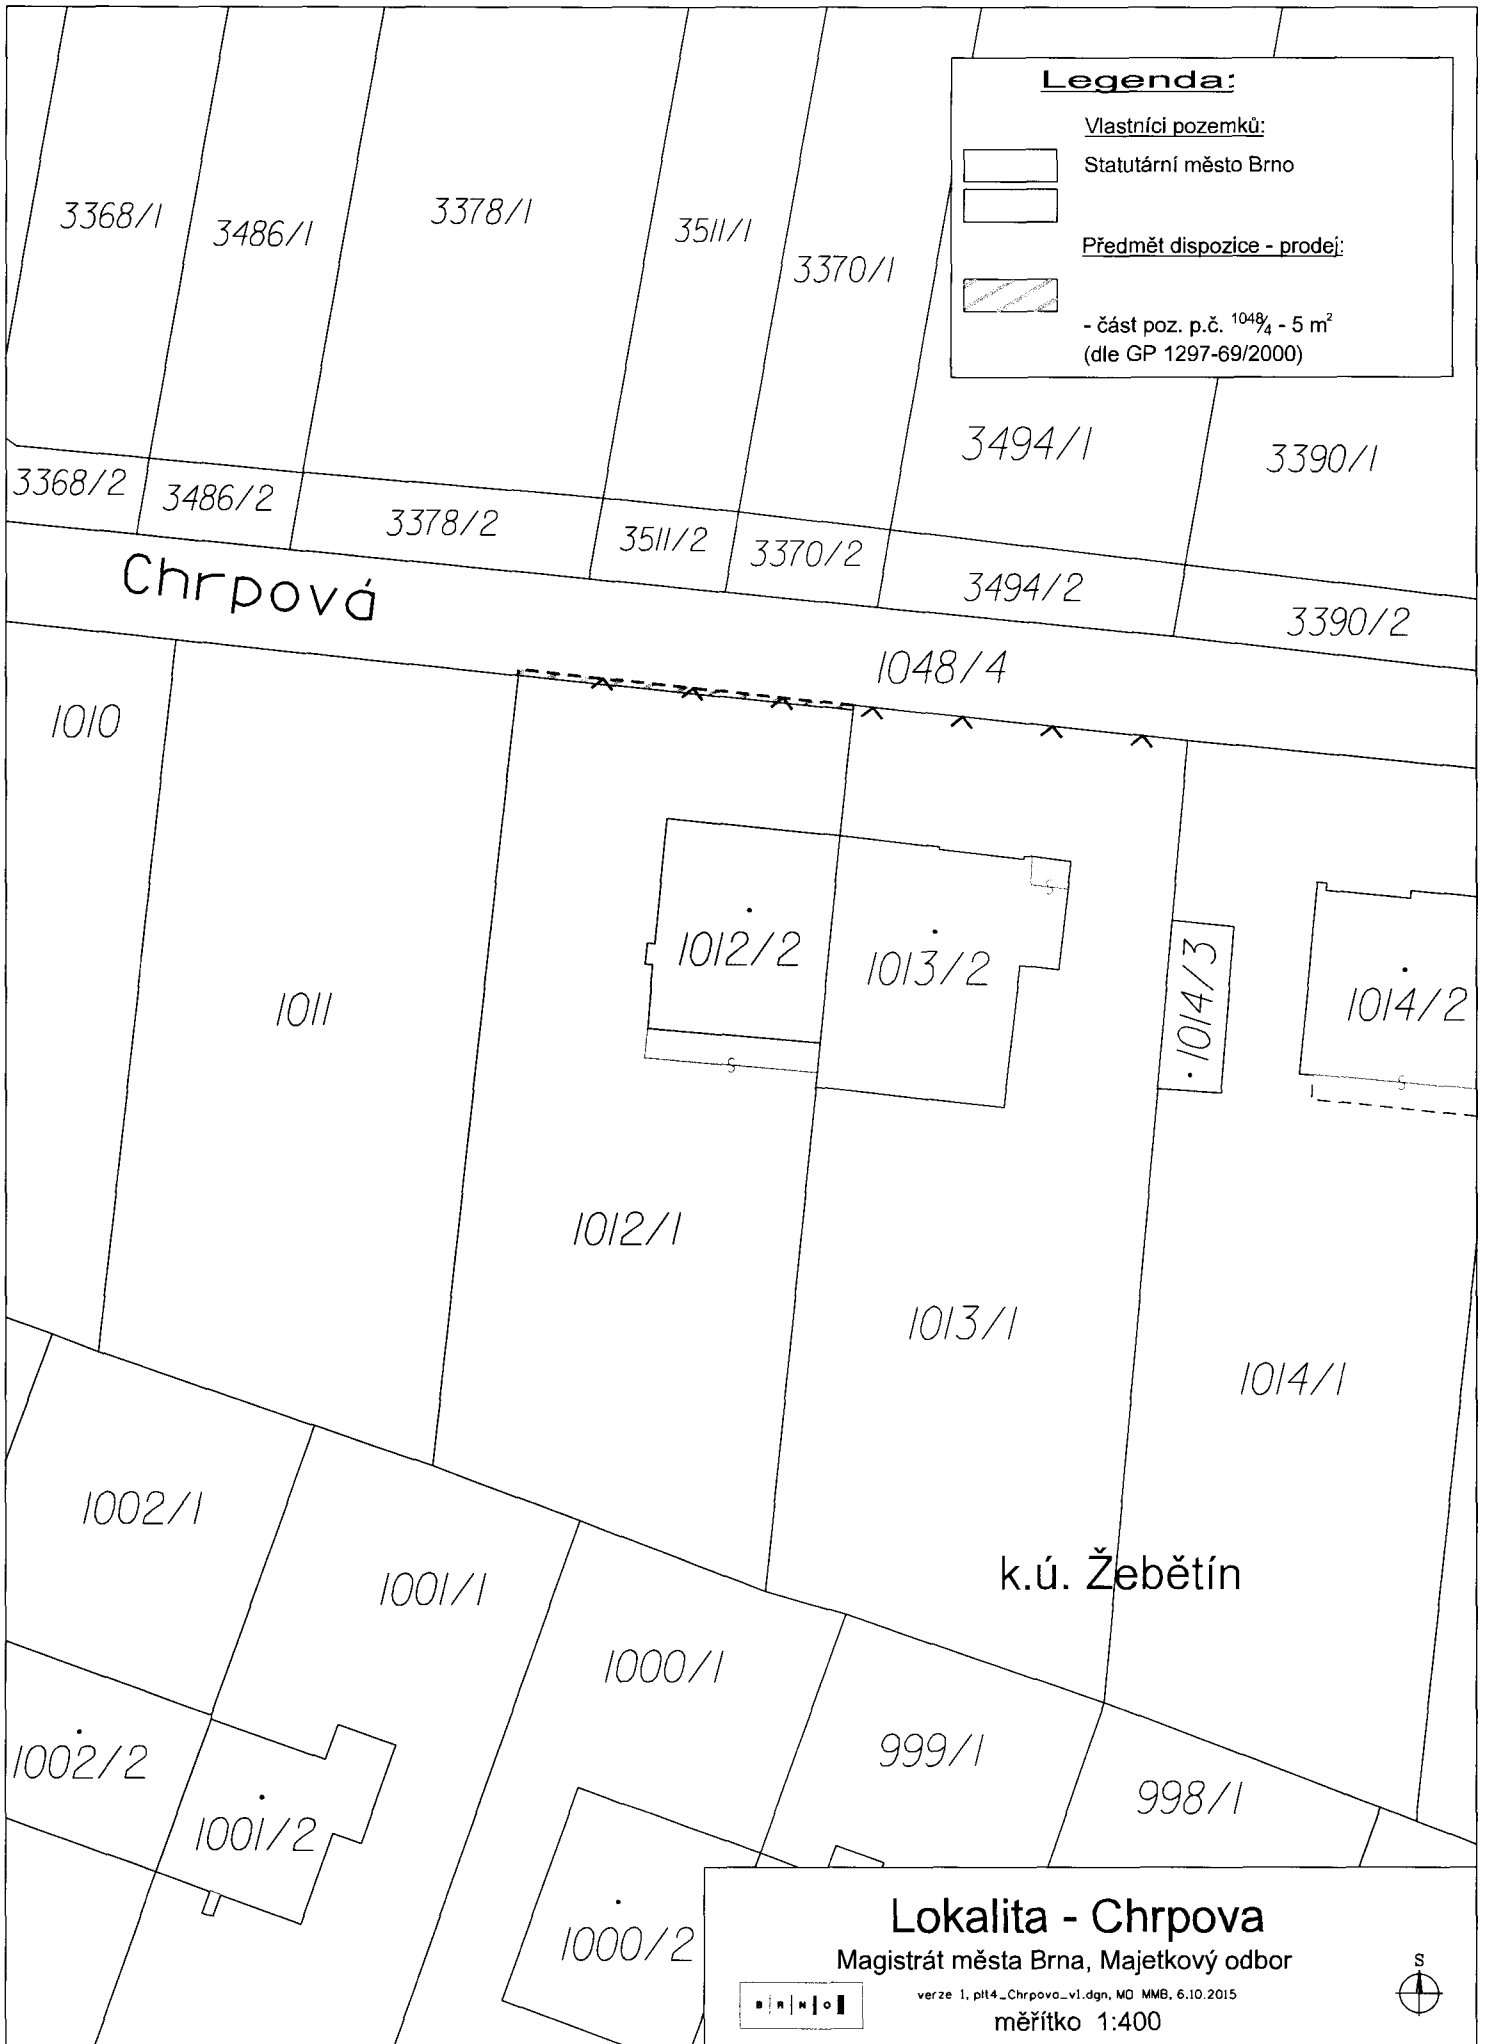 Legenda:
Vlastníci pozemků:
Statutární město Brno
Předmět dispozice - prodej:
- část poz. p.č. 1048/4 - 5 m²
(dle GP 1297-69/2000)
3368/1
3486/1
3378/1
3511/1
3370/1
3494/1
3390/1
3368/2
3486/2
3378/2
3511/2
3370/2
3494/2
3390/2
Chrpová
1048/4
1010
1011
1012/2
1013/2
1014/3
1014/2
1012/1
1013/1
1014/1
1002/1
1001/1
k.ú. Žebětín
1000/1
999/1
998/1
1002/2
1001/2
1000/2
Lokalita - Chrpova
Magistrát města Brna, Majetkový odbor
verze 1, plt4_Chrpova_v1.dgn, MO MMB, 6.10.2015
měřítko 1:400
BRNO
S